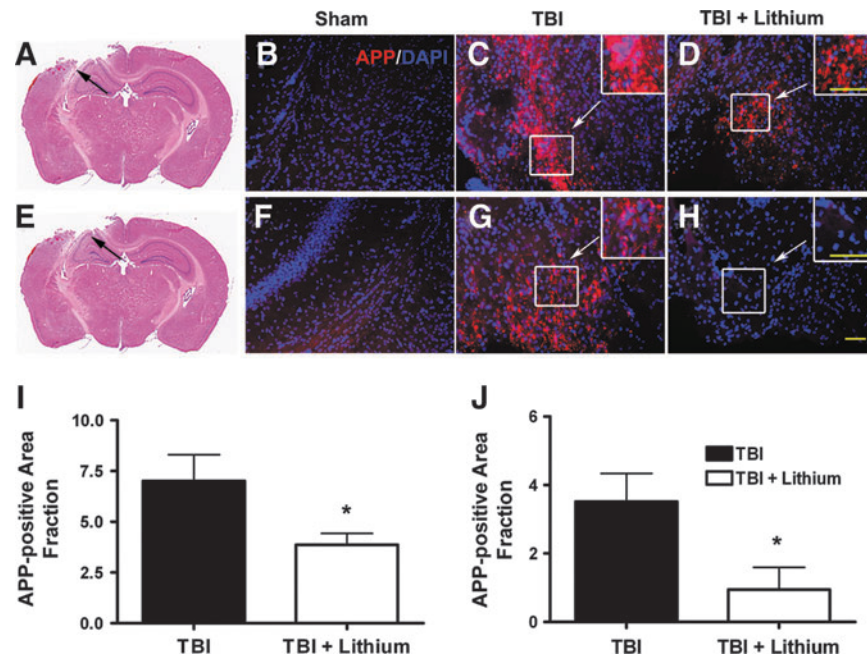 Sham
TBI
TBI + Lithium
A
B
APP/DAPI
C
D
E
F
G
H
I
APP-positive Area
Fraction
10.0
7.5
5.0
2.5
0.0
*
TBI
TBI + Lithium
J
APP-positive Area
Fraction
6
4
2
0
TBI
TBI + Lithium
*
TBI
TBI + Lithium